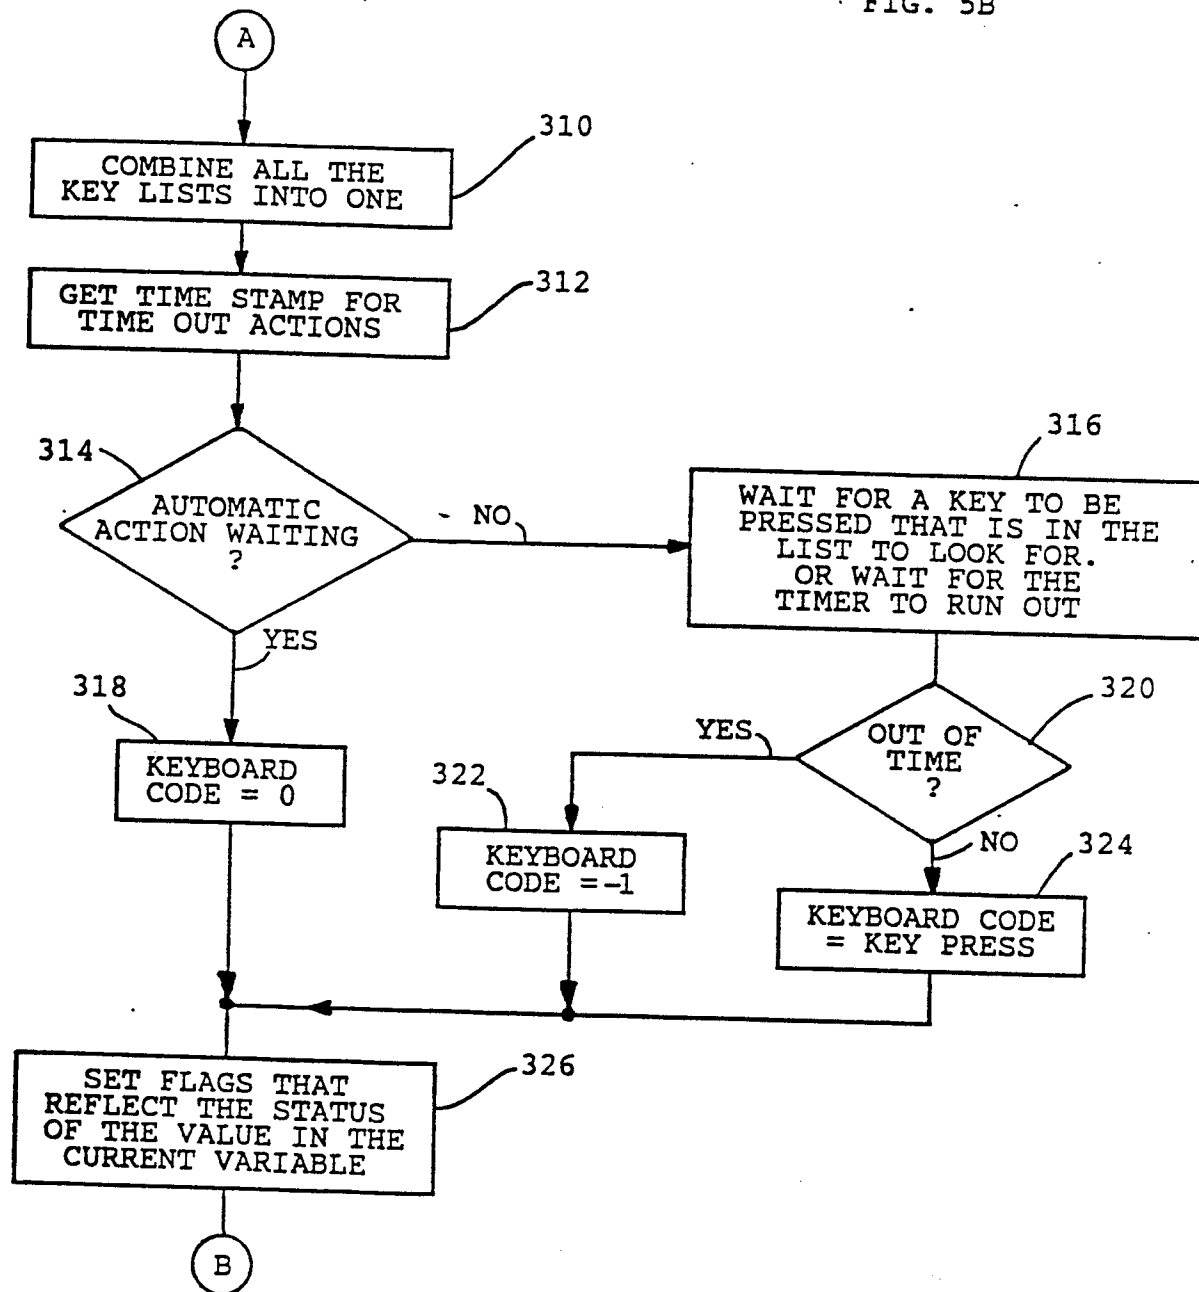 FIG. 5B
A
310
COMBINE ALL THE
KEY LISTS INTO ONE
312
GET TIME STAMP FOR
TIME OUT ACTIONS
314
AUTOMATIC
ACTION WAITING
?
NO
316
WAIT FOR A KEY TO BE
PRESSED THAT IS IN THE
LIST TO LOOK FOR.
OR WAIT FOR THE
TIMER TO RUN OUT
YES
318
KEYBOARD
CODE = 0
320
OUT OF
TIME
?
YES
322
KEYBOARD
CODE =-1
NO
324
KEYBOARD CODE
= KEY PRESS
326
SET FLAGS THAT
REFLECT THE STATUS
OF THE VALUE IN THE
CURRENT VARIABLE
B